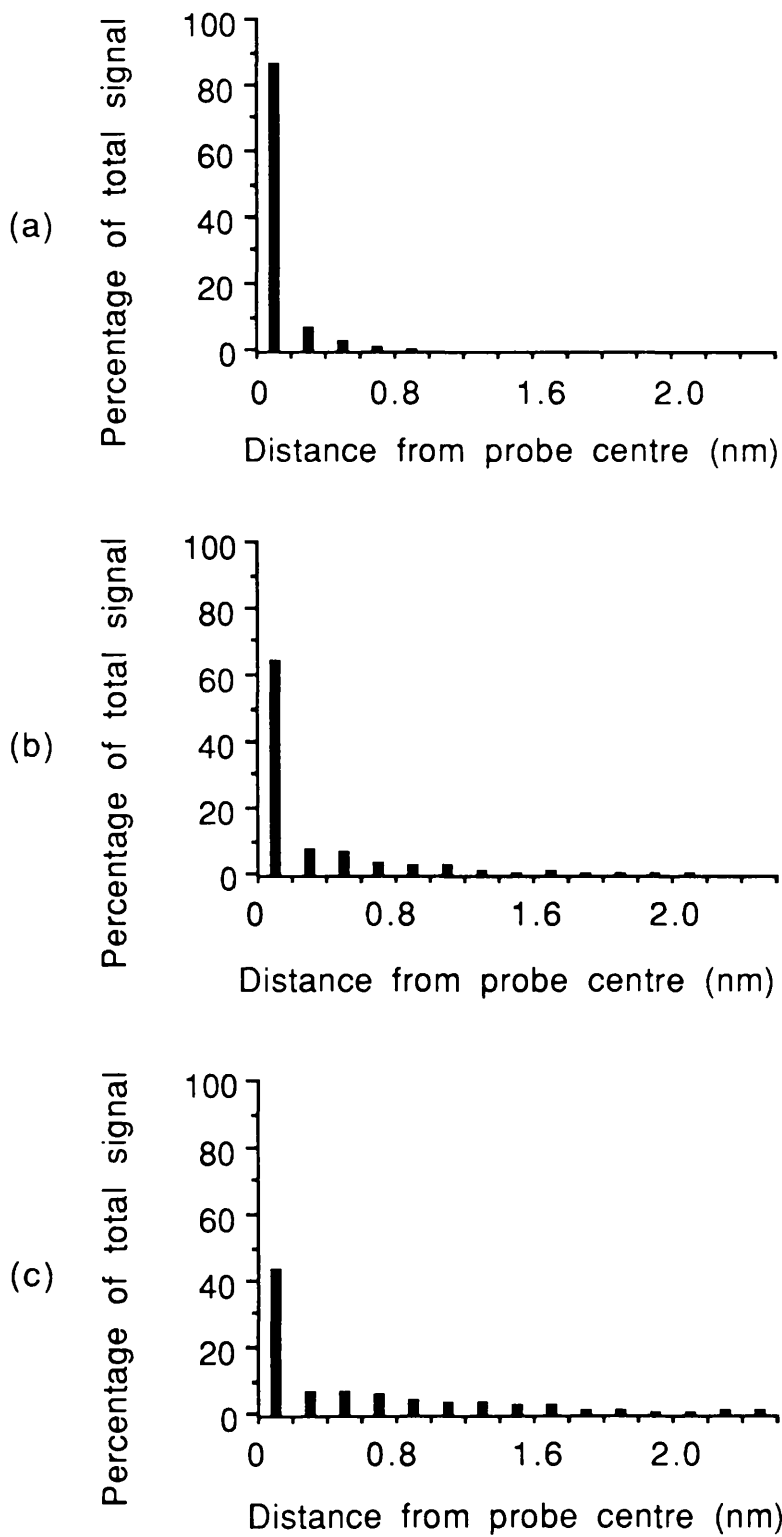 (a)
Percentage of total signal
100
80
60
40
20
0
0 0.8 1.6 2.0
Distance from probe centre (nm)
(b)
Percentage of total signal
100
80
60
40
20
0
0 0.8 1.6 2.0
Distance from probe centre (nm)
(c)
Percentage of total signal
100
80
60
40
20
0
0 0.8 1.6 2.0
Distance from probe centre (nm)